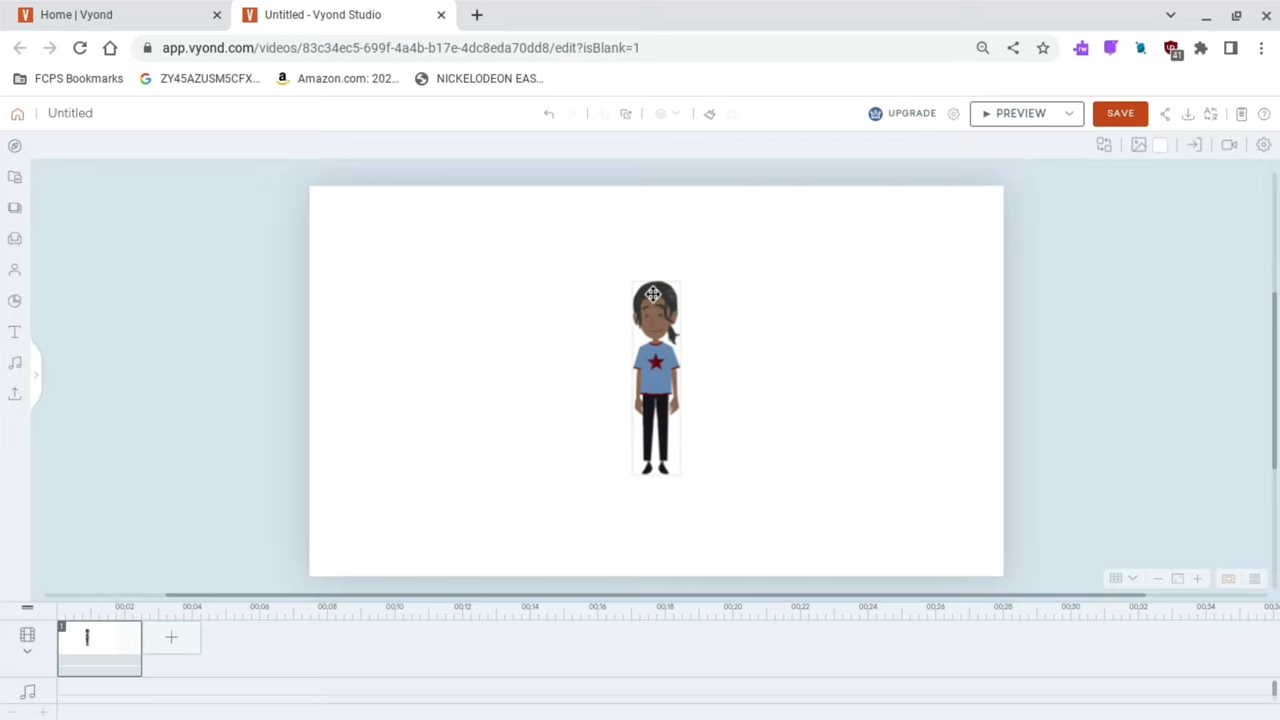 Home | Vyond
Untitled - Vyond Studio
app.vyond.com/videos/83c34ec5-699f-4a4b-b17e-4dc8eda70dd8/edit?isBlank=1
41
FCPS Bookmarks
ZY45AZUSM5CFX...
Amazon.com: 202...
NICKELODEON EAS...
Untitled
UPGRADE
PREVIEW
SAVE
00:02 00:04 00:06 00:08 00:10 00:12 00:14 00:16 00:18 00:20 00:22 00:24 00:26 00:28 00:30 00:32 00:34
1